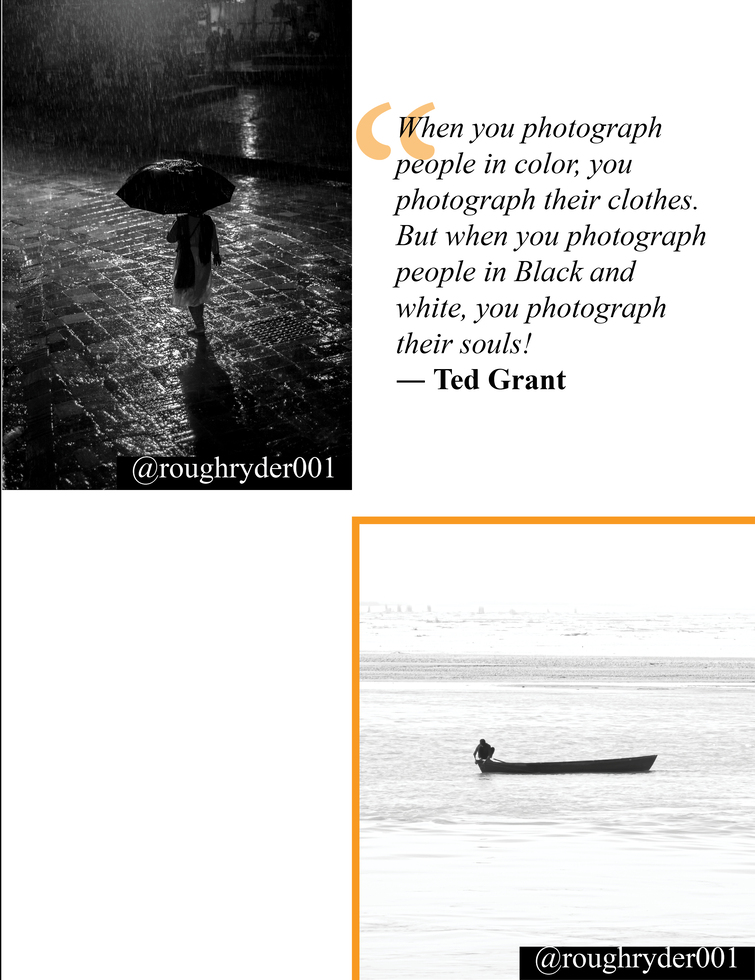 When you photograph
people in color, you
photograph their clothes.
But when you photograph
people in Black and
white, you photograph
their souls!
— Ted Grant
@roughryder001
@roughryder001